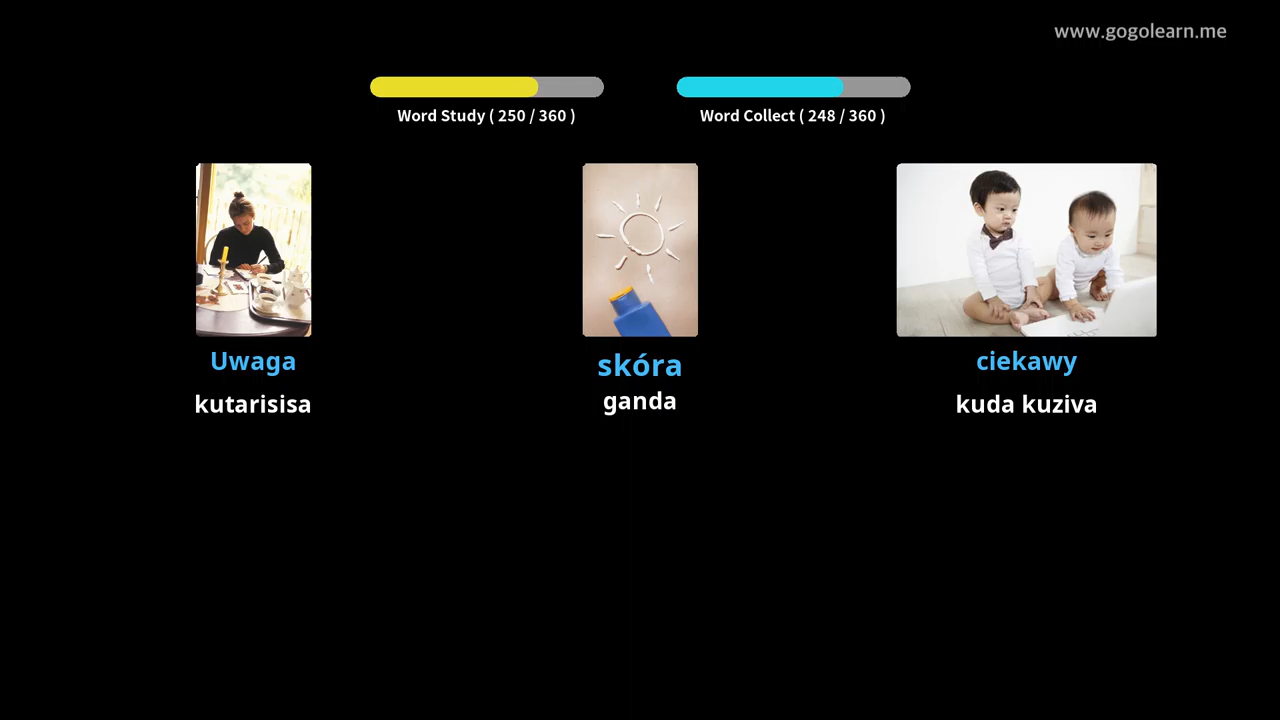 www.gogolearn.me
Word Study ( 250 / 360 )
Word Collect ( 248 / 360 )
Uwaga
kutarisisa
skóra
ganda
ciekawy
kuda kuziva